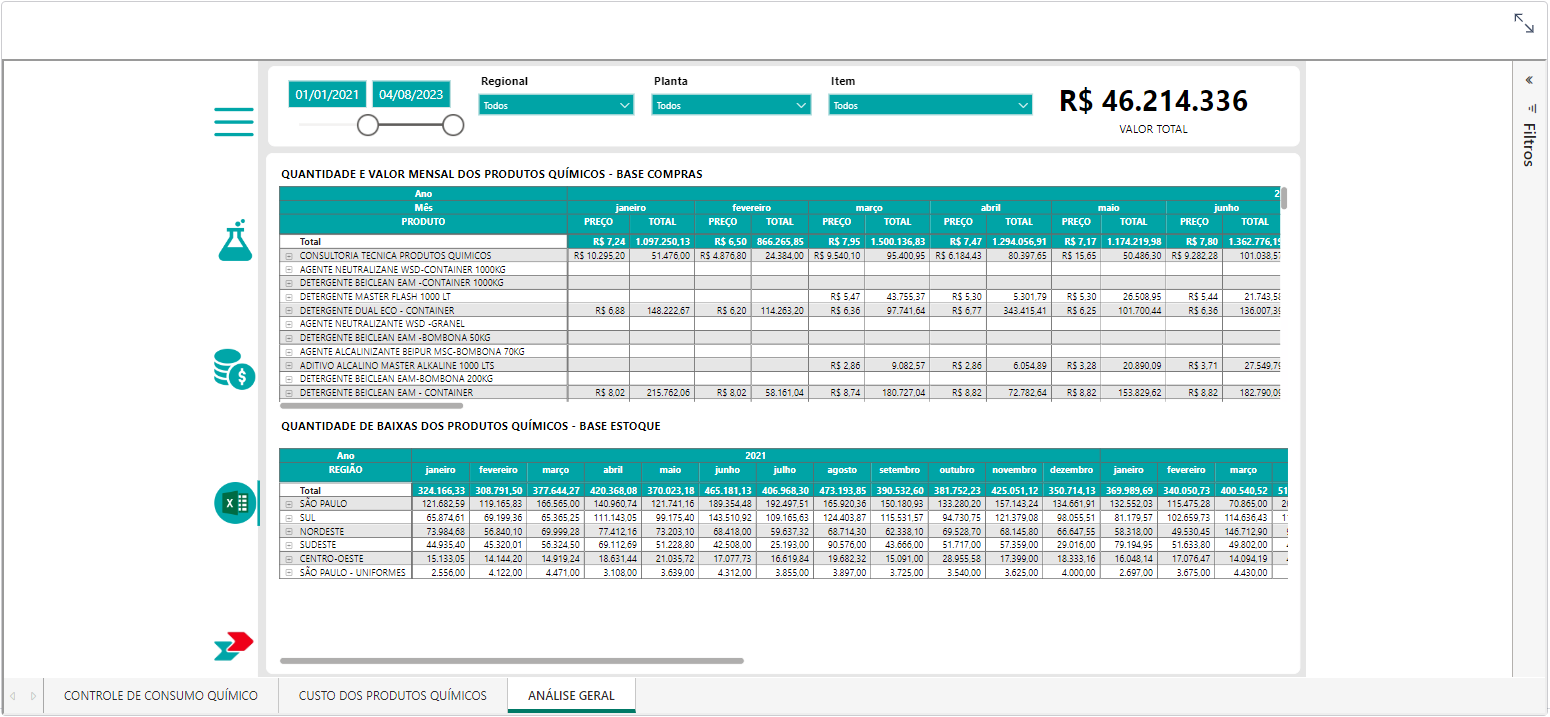 Regional Planta Item
01/01/2021 04/08/2023 Todos Todos Todos
R$ 46.214.336
VALOR TOTAL
Filtros
QUANTIDADE E VALOR MENSAL DOS PRODUTOS QUÍMICOS - BASE COMPRAS
Ano 2
Mês janeiro fevereiro março abril maio junho
PRODUTO PREÇO TOTAL PREÇO TOTAL PREÇO TOTAL PREÇO TOTAL PREÇO TOTAL PREÇO TOTAL
Total R$ 7,24 1.097.250,13 R$ 6,50 866.265,85 R$ 7,95 1.500.136,83 R$ 7,47 1.294.056,91 R$ 7,17 1.174.219,98 R$ 7,80 1.362.776,19
CONSULTORIA TECNICA PRODUTOS QUIMICOS R$ 10.295,20 51.476,00 R$ 4.876,80 24.384,00 R$ 9.540,10 95.400,95 R$ 6.184,43 80.397,65 R$ 15,65 50.486,30 R$ 9.282,28 101.038,57
AGENTE NEUTRALIZANE WSD-CONTAINER 1000KG
DETERGENTE BEICLEAN EAM -CONTAINER 1000KG
DETERGENTE MASTER FLASH 1000 LT R$ 5,47 43.755,37 R$ 5,30 5.301,79 R$ 5,30 26.508,95 R$ 5,44 21.743,58
DETERGENTE DUAL ECO - CONTAINER R$ 6,88 148.222,67 R$ 6,20 114.263,20 R$ 6,36 97.741,64 R$ 6,77 343.415,41 R$ 6,25 101.700,44 R$ 6,36 136.007,39
AGENTE NEUTRALIZANTE WSD -GRANEL
DETERGENTE BEICLEAN EAM -BOMBONA 50KG
AGENTE ALCALINIZANTE BEIPUR MSC-BOMBONA 70KG
ADITIVO ALCALINO MASTER ALKALINE 1000 LTS R$ 2,86 9.082,57 R$ 2,86 6.054,89 R$ 3,28 20.890,09 R$ 3,71 27.549,79
DETERGENTE BEICLEAN EAM-BOMBONA 200KG
DETERGENTE BEICLEAN EAM - CONTAINER R$ 8,02 215.762,06 R$ 8,02 58.161,04 R$ 8,74 180.727,04 R$ 8,82 72.782,64 R$ 8,82 153.829,62 R$ 8,82 182.790,09
QUANTIDADE DE BAIXAS DOS PRODUTOS QUÍMICOS - BASE ESTOQUE
Ano 2021
REGIÃO janeiro fevereiro março abril maio junho julho agosto setembro outubro novembro dezembro janeiro fevereiro março
Total 324.166,33 308.791,50 377.644,27 420.368,08 370.023,18 465.181,13 406.968,30 473.193,85 390.532,60 381.752,23 425.051,12 350.714,13 369.989,69 340.050,73 400.540,52 51
SÃO PAULO 121.682,59 119.165,83 166.565,00 140.960,74 121.741,16 189.354,48 192.497,51 165.920,36 150.180,93 133.280,20 157.143,24 134.661,91 132.552,03 115.475,28 70.865,00
SUL 65.874,61 69.199,36 65.365,25 111.143,05 99.175,40 143.510,92 109.165,63 124.403,87 115.531,57 94.730,75 121.379,08 98.055,51 81.179,57 102.659,73 114.636,43
NORDESTE 73.984,68 56.840,10 69.999,28 77.412,16 73.203,10 68.418,00 59.637,32 68.714,30 62.338,10 69.528,70 68.145,80 66.647,55 58.318,00 49.530,45 146.712,90
SUDESTE 44.935,40 45.320,01 56.324,50 69.112,69 51.228,80 42.508,00 25.193,00 90.576,00 43.666,00 51.717,00 57.359,00 29.016,00 79.194,95 51.633,80 49.802,00
CENTRO-OESTE 15.133,05 14.144,20 14.919,24 18.631,44 21.035,72 17.077,73 16.619,84 19.682,32 15.091,00 28.955,58 17.399,00 18.333,16 16.048,14 17.076,47 14.094,19
SÃO PAULO - UNIFORMES 2.556,00 4.122,00 4.471,00 3.108,00 3.639,00 4.312,00 3.855,00 3.897,00 3.725,00 3.540,00 3.625,00 4.000,00 2.697,00 3.675,00 4.430,00
CONTROLE DE CONSUMO QUÍMICO CUSTO DOS PRODUTOS QUÍMICOS ANÁLISE GERAL